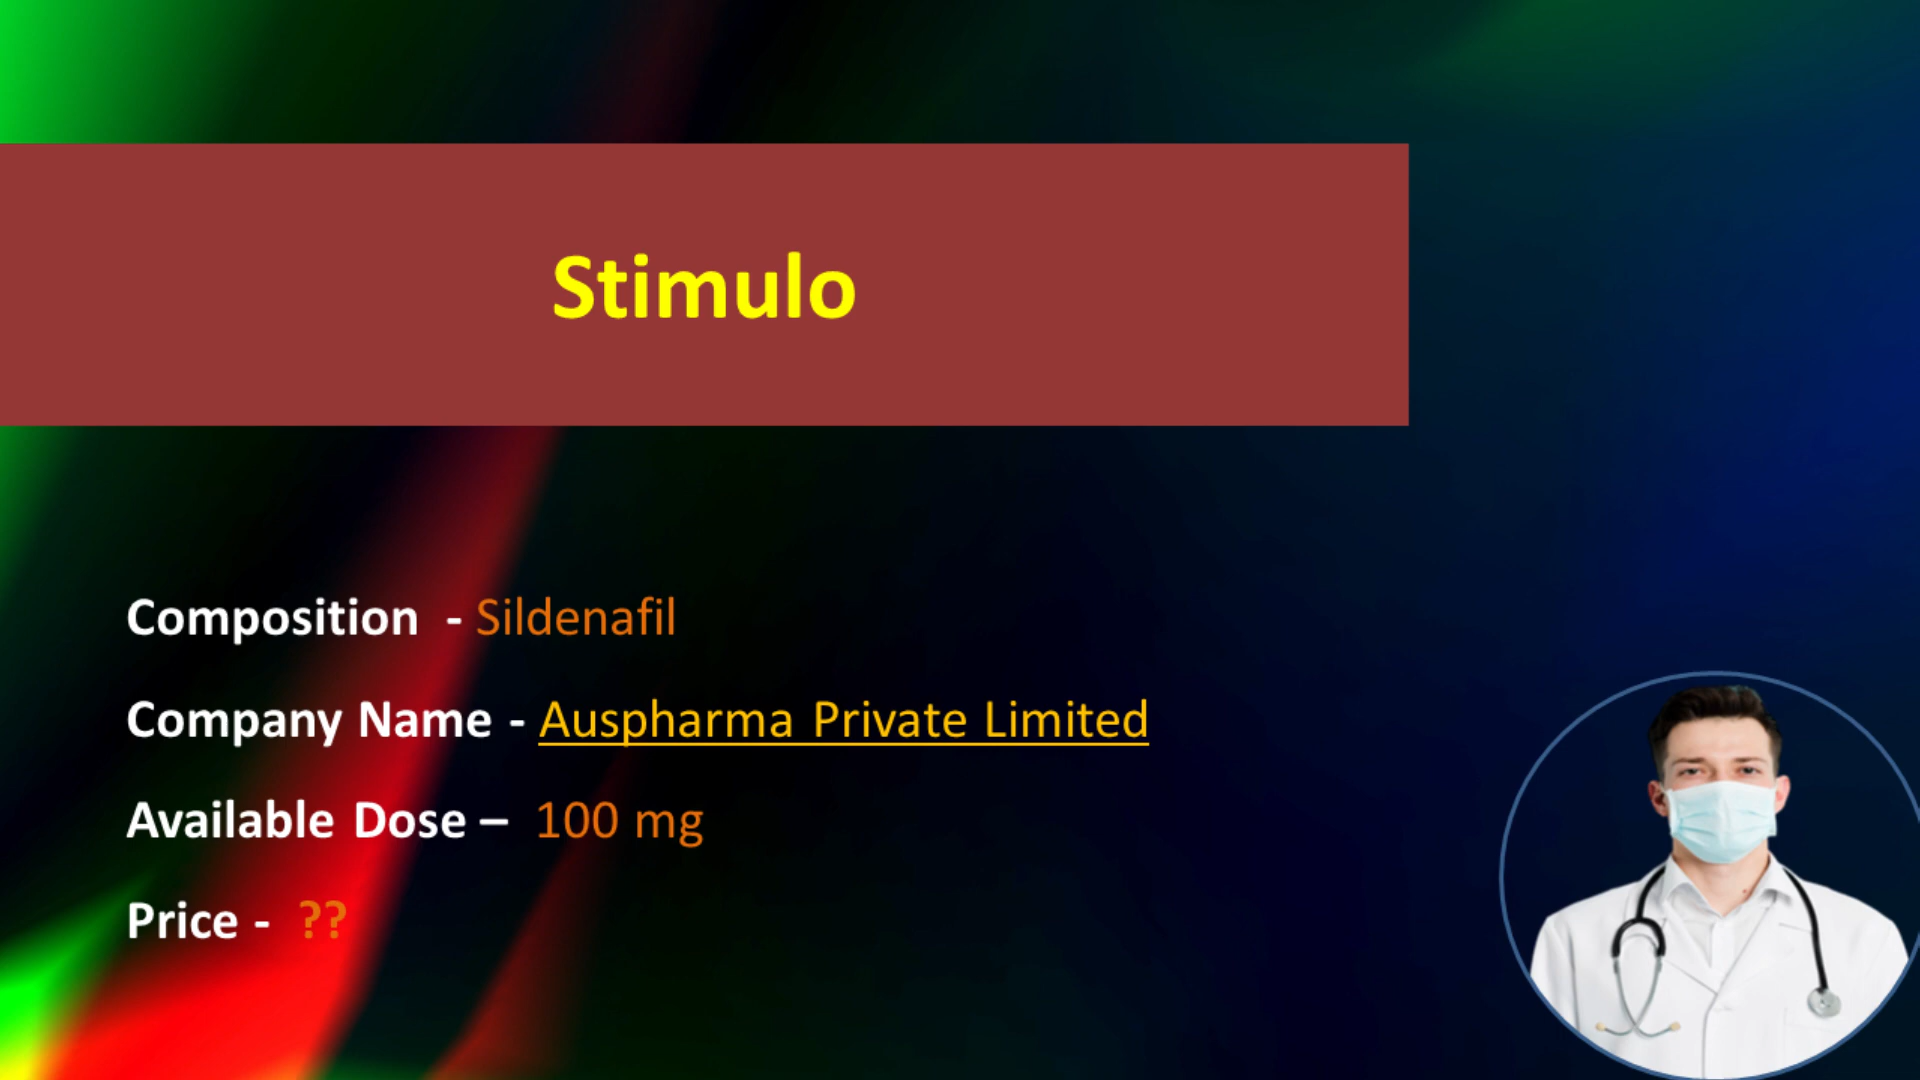 Stimulo
Composition - Sildenafil
Company Name - Auspharma Private Limited
Available Dose – 100 mg
Price - ??